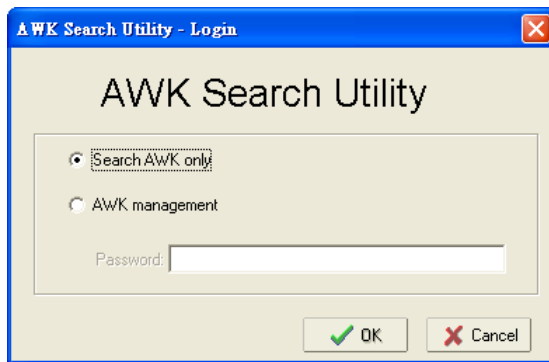 AWK Search Utility - Login
AWK Search Utility
Search AWK only
AWK management
Password:
OK
Cancel